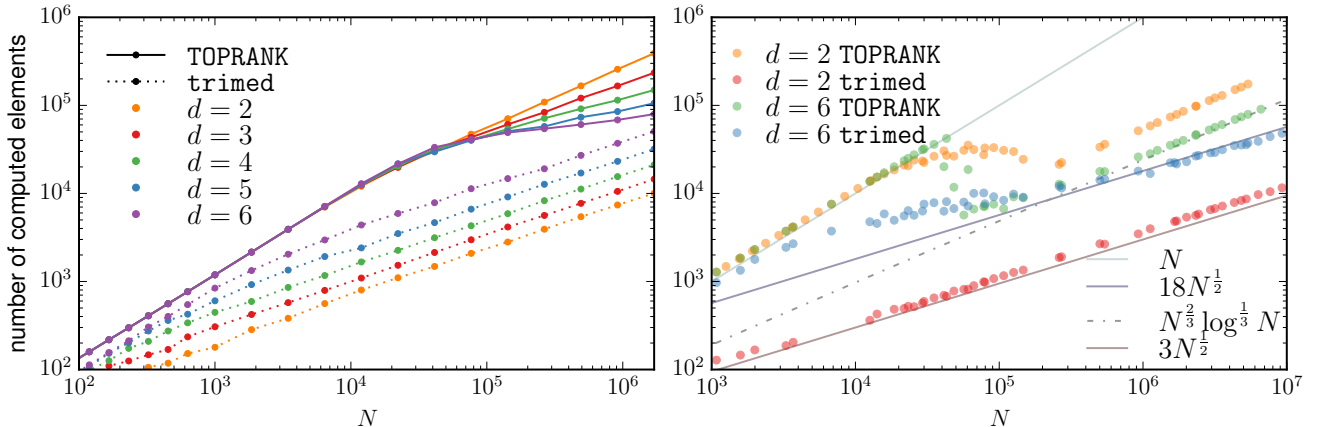 number of computed elements
10^6
10^5
10^4
10^3
10^2
TOPRANK
trimed
d = 2
d = 3
d = 4
d = 5
d = 6
10^2 10^3 10^4 10^5 10^6
N
10^6
10^5
10^4
10^3
10^2
d = 2 TOPRANK
d = 2 trimed
d = 6 TOPRANK
d = 6 trimed
N
18N^{1/2}
N^{2/3} log^{1/3} N
3N^{1/2}
10^3 10^4 10^5 10^6 10^7
N